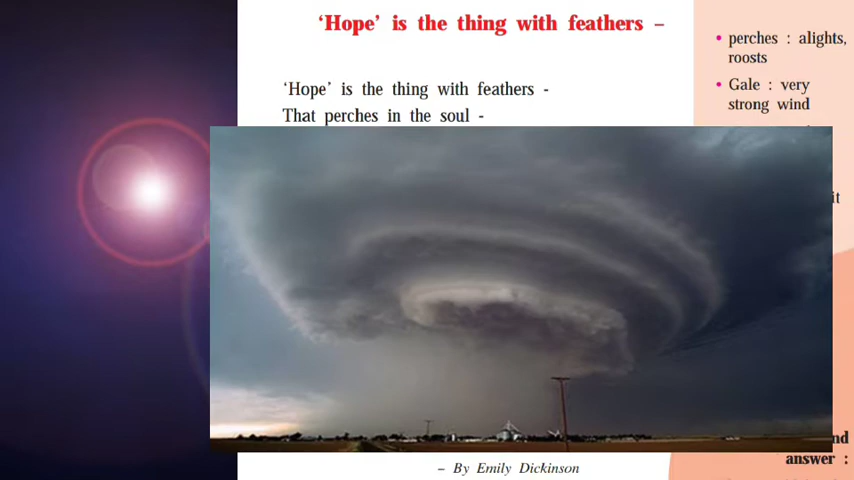 ‘Hope’ is the thing with feathers –
‘Hope’ is the thing with feathers -
That perches in the soul -
– By Emily Dickinson
• perches : alights,
roosts
• Gale : very
strong wind
it
nd
answer :